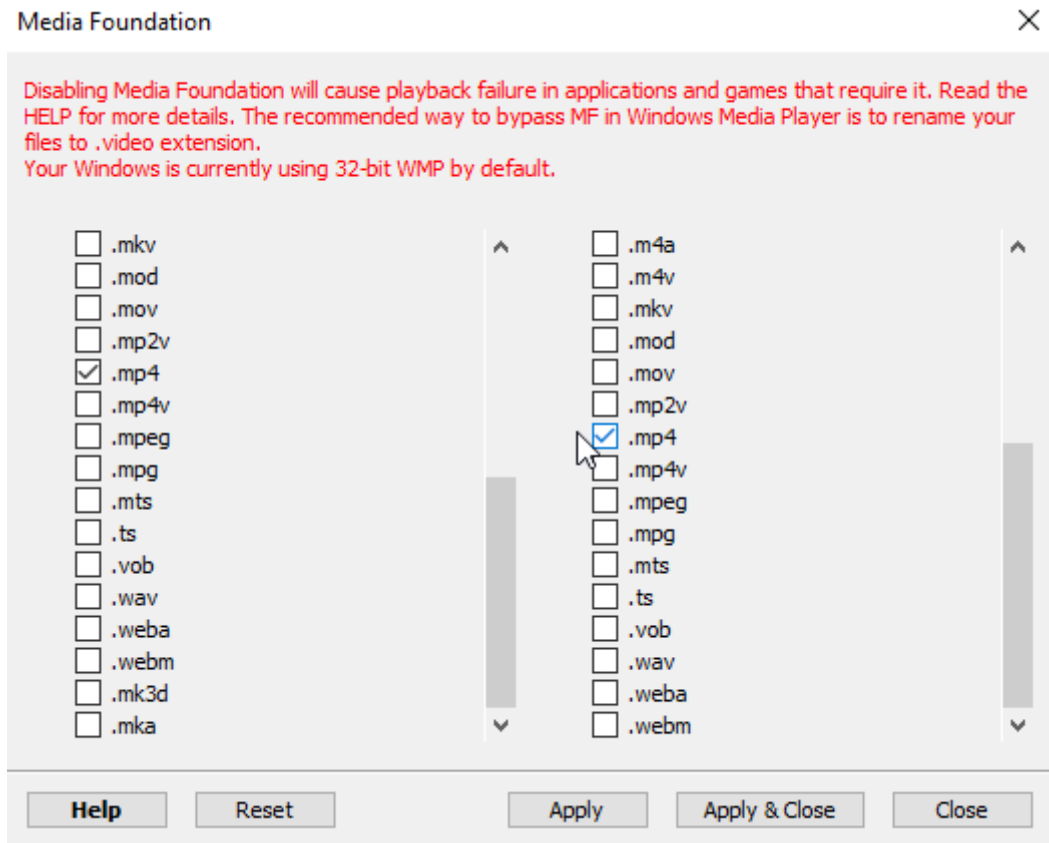 Media Foundation
Disabling Media Foundation will cause playback failure in applications and games that require it. Read the
HELP for more details. The recommended way to bypass MF in Windows Media Player is to rename your
files to .video extension.
Your Windows is currently using 32-bit WMP by default.
.mkv
.mod
.mov
.mp2v
.mp4
.mp4v
.mpeg
.mpg
.mts
.ts
.vob
.wav
.weba
.webm
.mk3d
.mka
.m4a
.m4v
.mkv
.mod
.mov
.mp2v
.mp4
.mp4v
.mpeg
.mpg
.mts
.ts
.vob
.wav
.weba
.webm
Help
Reset
Apply
Apply & Close
Close